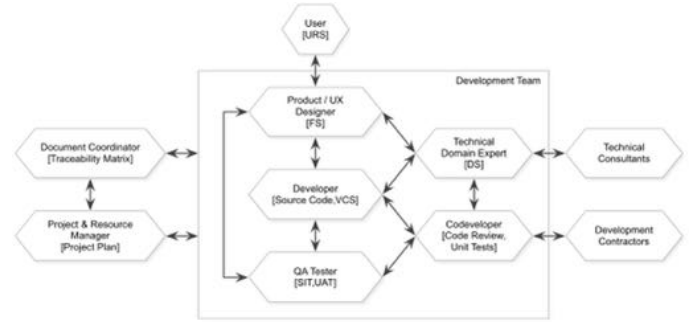 User
[URS]
Development Team
Product / UX
Designer
[FS]
Document Coordinator
[Traceability Matrix]
Technical
Domain Expert
[DS]
Technical
Consultants
Developer
[Source Code,VCS]
Project & Resource
Manager
[Project Plan]
Codeveloper
[Code Review,
Unit Tests]
Development
Contractors
QA Tester
[SIT,UAT]